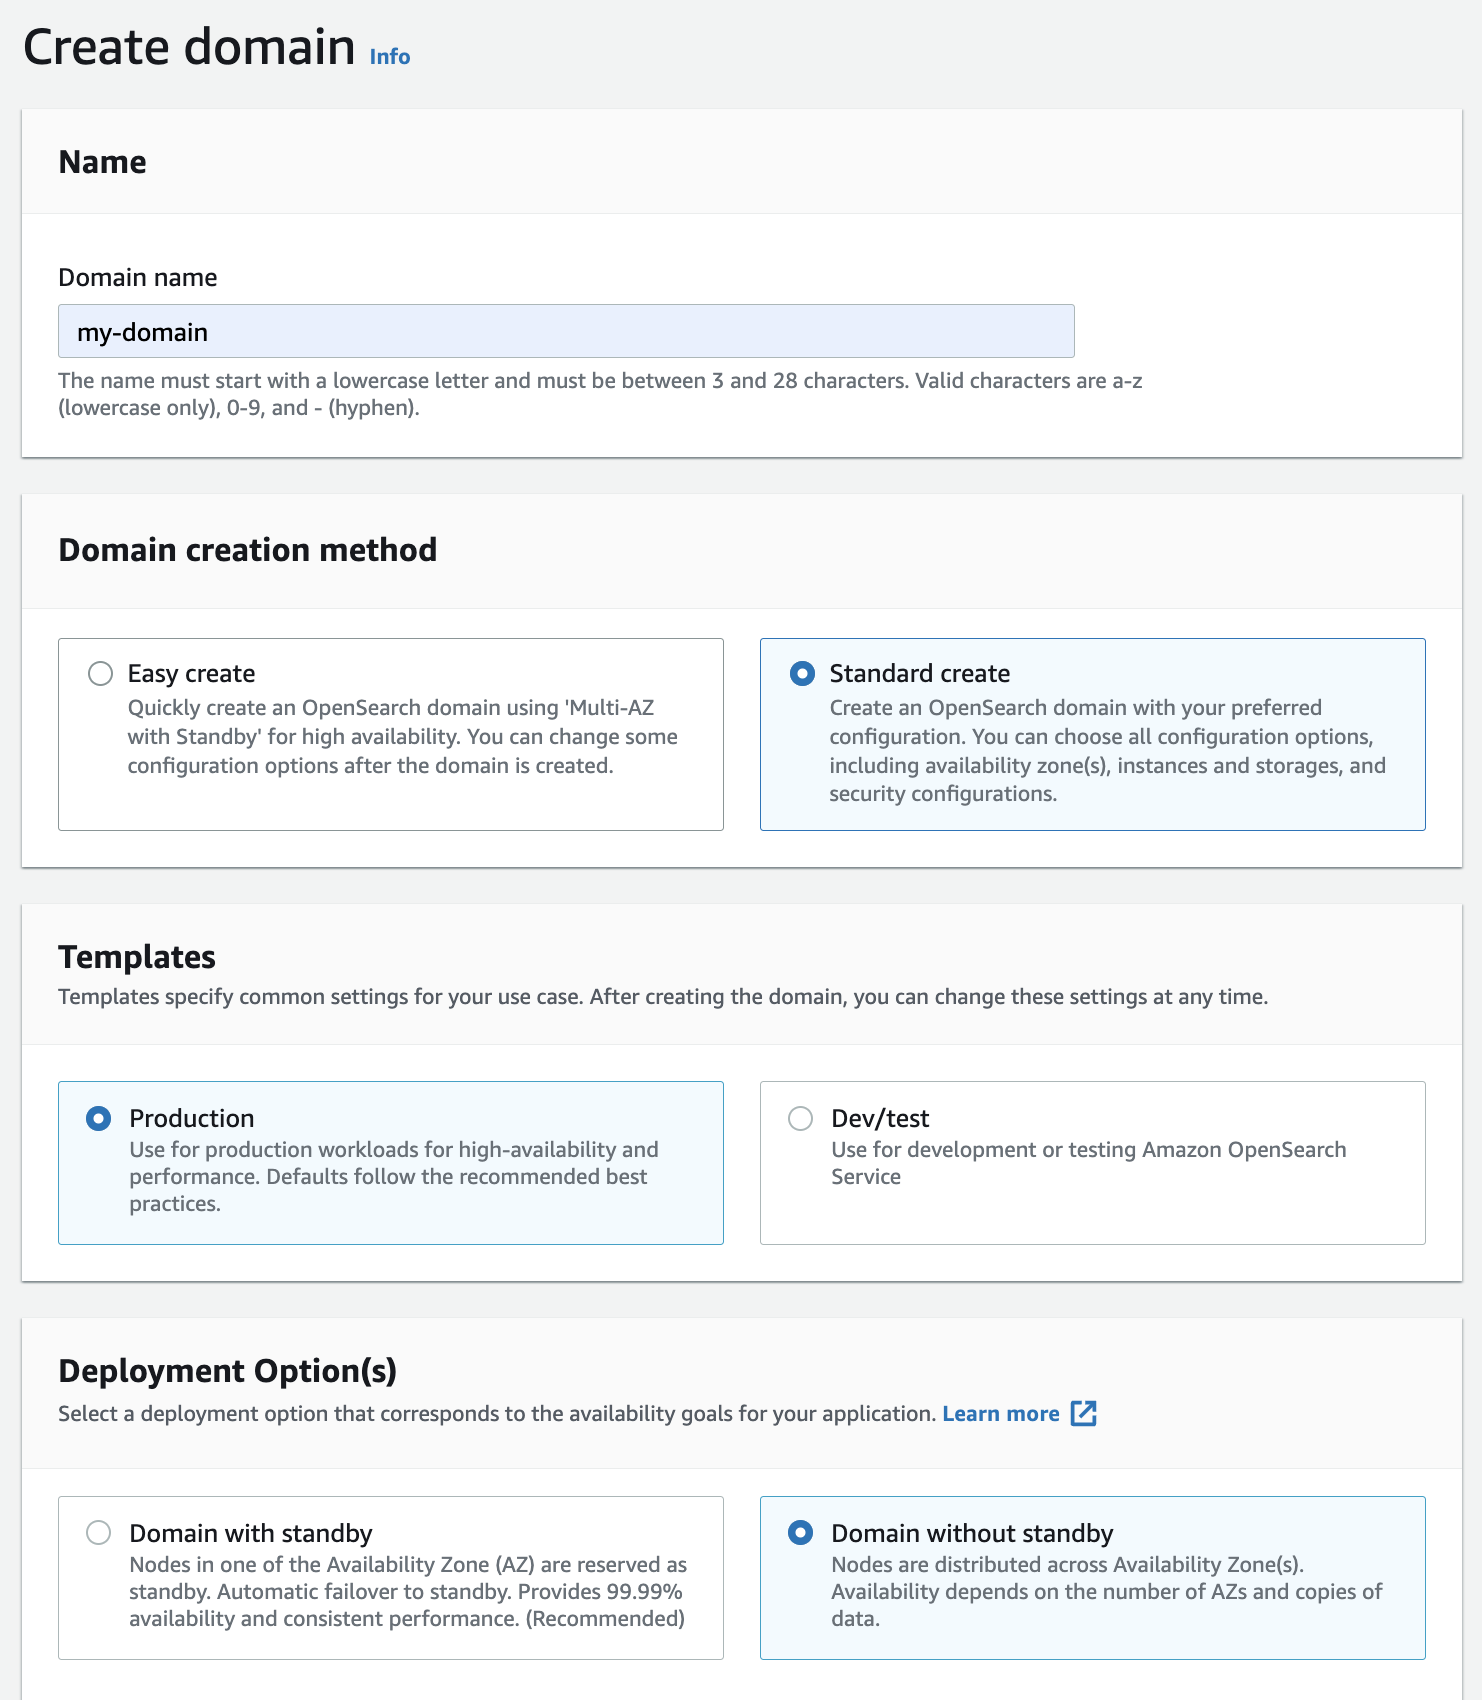 Create domain Info
Name
Domain name
my-domain
The name must start with a lowercase letter and must be between 3 and 28 characters. Valid characters are a-z
(lowercase only), 0-9, and - (hyphen).
Domain creation method
Easy create
Quickly create an OpenSearch domain using 'Multi-AZ
with Standby' for high availability. You can change some
configuration options after the domain is created.
Standard create
Create an OpenSearch domain with your preferred
configuration. You can choose all configuration options,
including availability zone(s), instances and storages, and
security configurations.
Templates
Templates specify common settings for your use case. After creating the domain, you can change these settings at any time.
Production
Use for production workloads for high-availability and
performance. Defaults follow the recommended best
practices.
Dev/test
Use for development or testing Amazon OpenSearch
Service
Deployment Option(s)
Select a deployment option that corresponds to the availability goals for your application. Learn more
Domain with standby
Nodes in one of the Availability Zone (AZ) are reserved as
standby. Automatic failover to standby. Provides 99.99%
availability and consistent performance. (Recommended)
Domain without standby
Nodes are distributed across Availability Zone(s).
Availability depends on the number of AZs and copies of
data.